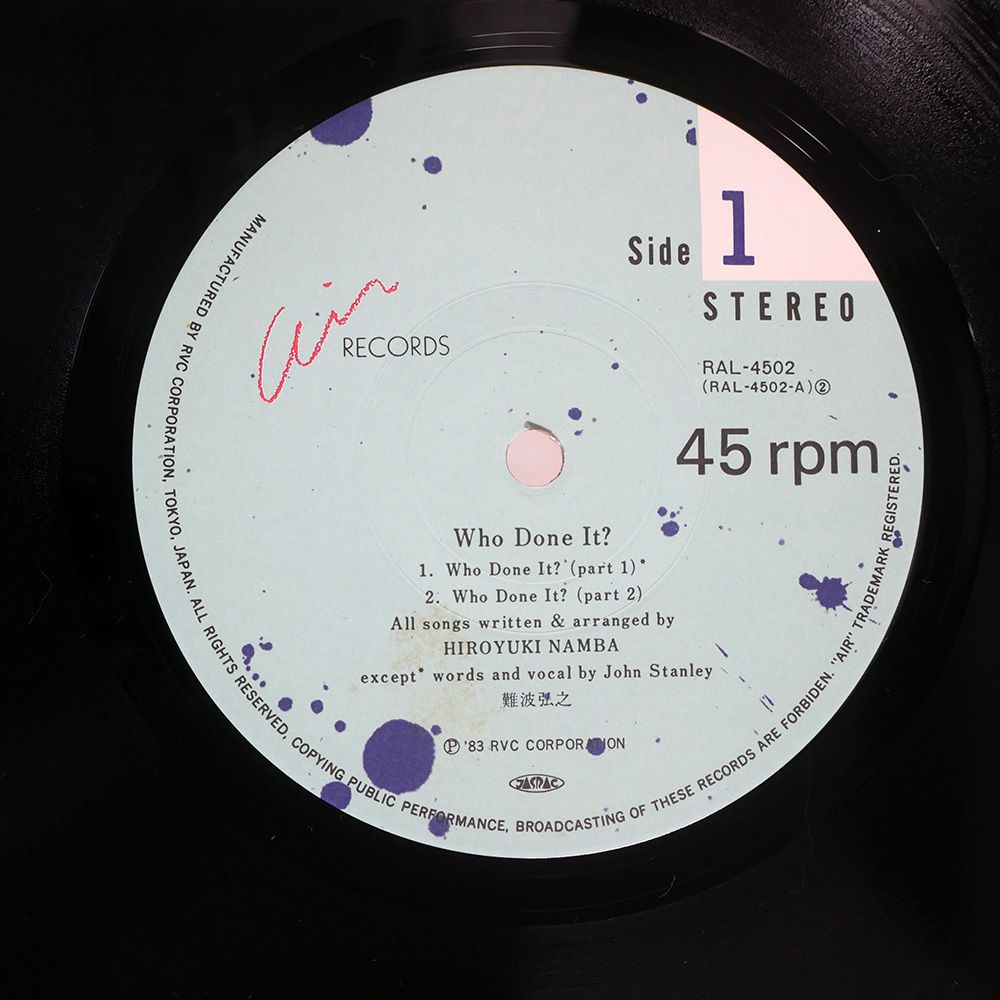 Side 1
STEREO
Air
RECORDS
RAL-4502
(RAL-4502-A)②
45 rpm
Who Done It?
1. Who Done It? (part 1)*
2. Who Done It? (part 2)
All songs written & arranged by
HIROYUKI NAMBA
except* words and vocal by John Stanley
難波弘之
Ⓟ '83 RVC CORPORATION
JASRAC
MANUFACTURED BY RVC CORPORATION, TOKYO, JAPAN. ALL RIGHTS RESERVED, COPYING PUBLIC PERFORMANCE, BROADCASTING OF THESE RECORDS ARE FORBIDDEN. "AIR" TRADEMARK REGISTERED.